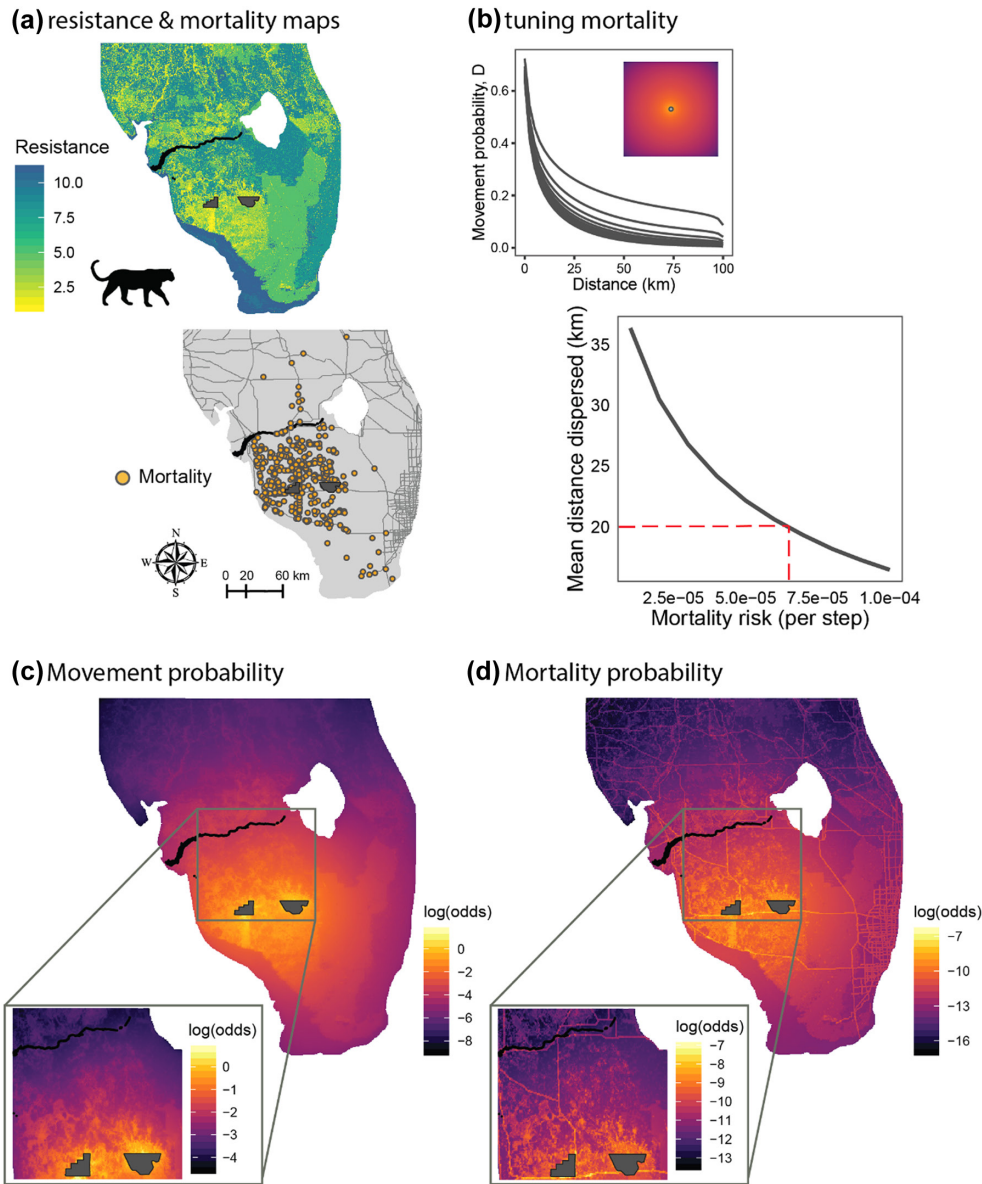 (a) resistance & mortality maps
Resistance
10.0
7.5
5.0
2.5
Mortality
N
W E
S
0 20 60 km
(b) tuning mortality
Movement probability, D
0.6
0.4
0.2
0.0
0 25 50 75 100
Distance (km)
Mean distance dispersed (km)
35
30
25
20
2.5e−05 5.0e−05 7.5e−05 1.0e−04
Mortality risk (per step)
(c) Movement probability
log(odds)
0
−2
−4
−6
−8
log(odds)
0
−1
−2
−3
−4
(d) Mortality probability
log(odds)
−7
−10
−13
−16
log(odds)
−7
−8
−9
−10
−11
−12
−13